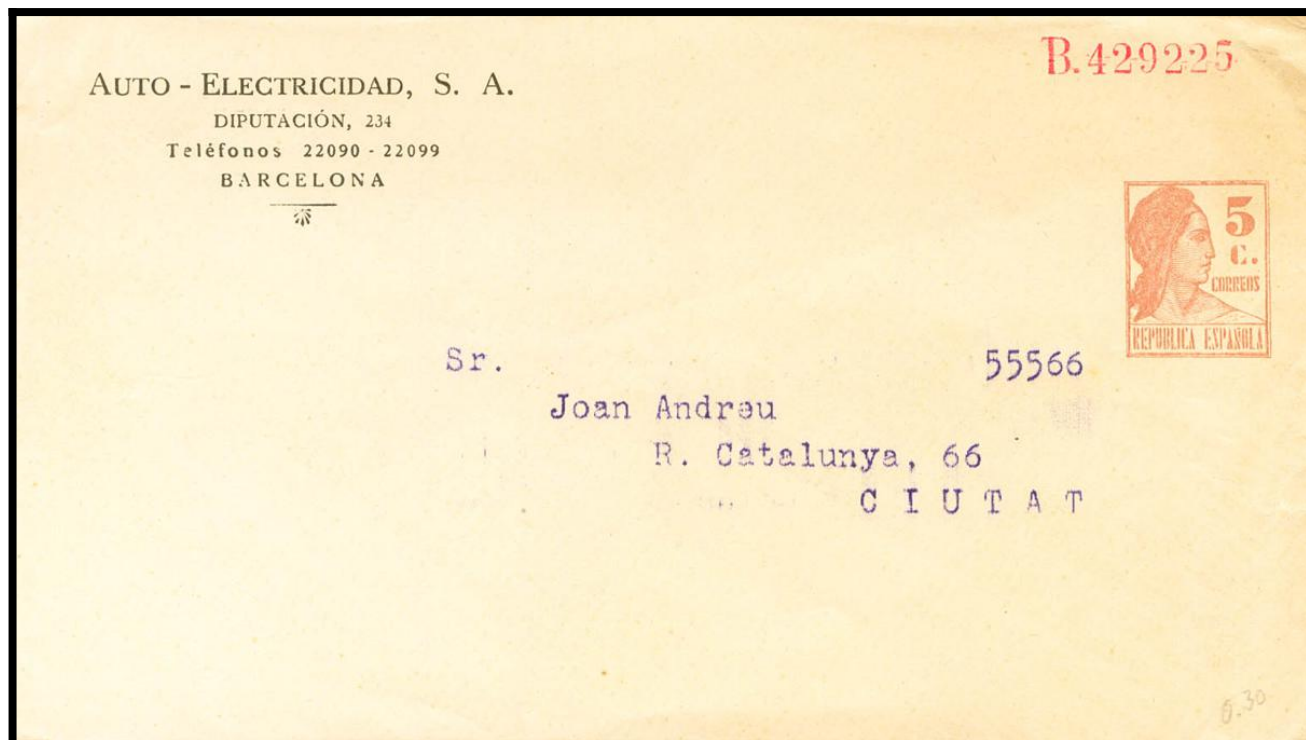 B.429225
AUTO - ELECTRICIDAD, S. A.
DIPUTACIÓN, 234
Teléfonos 22090 - 22099
BARCELONA
5
C.
CORREOS
REPUBLICA ESPAÑOLA
Sr. 55566
Joan Andreu
R. Catalunya, 66
CIUTAT
0.30